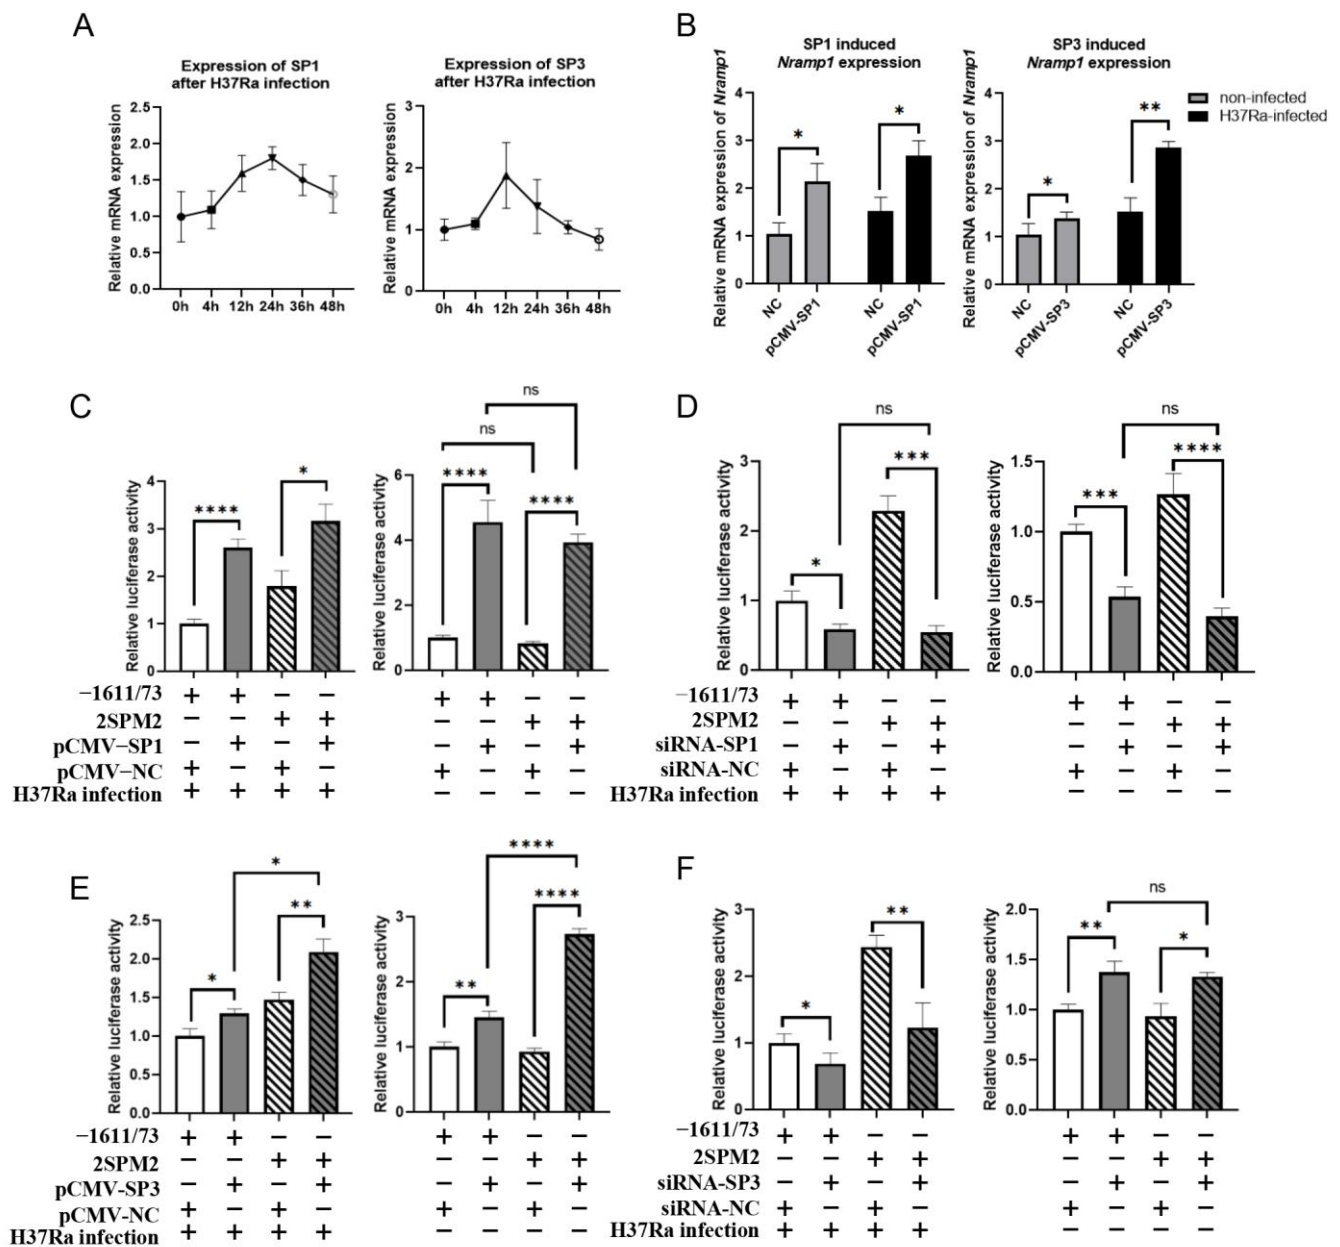 A
Expression of SP1
after H37Ra infection
Relative mRNA expression
2.5
2.0
1.5
1.0
0.5
0.0
0h 4h 12h 24h 36h 48h
Expression of SP3
after H37Ra infection
Relative mRNA expression
3
2
1
0
0h 4h 12h 24h 36h 48h
B
SP1 induced
Nramp1 expression
Relative mRNA expression of Nramp1
4
3
2
1
0
* *
NC pCMV-SP1 NC pCMV-SP1
SP3 induced
Nramp1 expression
Relative mRNA expression of Nramp1
4
3
2
1
0
* **
NC pCMV-SP3 NC pCMV-SP3
non-infected
H37Ra-infected
C
Relative luciferase activity
4
3
2
1
0
**** *
Relative luciferase activity
6
4
2
0
ns
ns
**** ****
−1611/73 + + − − + + − −
2SPM2 − − + + − − + +
pCMV−SP1 − + − + − + − +
pCMV−NC + − + − + − + −
H37Ra infection + + + + − − − −
D
Relative luciferase activity
3
2
1
0
ns
* ***
Relative luciferase activity
1.5
1.0
0.5
0.0
ns
*** ****
−1611/73 + + − − + + − −
2SPM2 − − + + − − + +
siRNA-SP1 − + − + − + − +
siRNA-NC + − + − + − + −
H37Ra infection + + + + − − − −
E
Relative luciferase activity
2.5
2.0
1.5
1.0
0.5
0.0
*
* **
Relative luciferase activity
3
2
1
0
****
** ****
−1611/73 + + − − + + − −
2SPM2 − − + + − − + +
pCMV-SP3 − + − + − + − +
pCMV-NC + − + − + − + −
H37Ra infection + + + + − − − −
F
Relative luciferase activity
3
2
1
0
* **
Relative luciferase activity
2.0
1.5
1.0
0.5
0.0
ns
** *
−1611/73 + + − − + + − −
2SPM2 − − + + − − + +
siRNA-SP3 − + − + − + − +
siRNA-NC + − + − + − + −
H37Ra infection + + + + − − − −